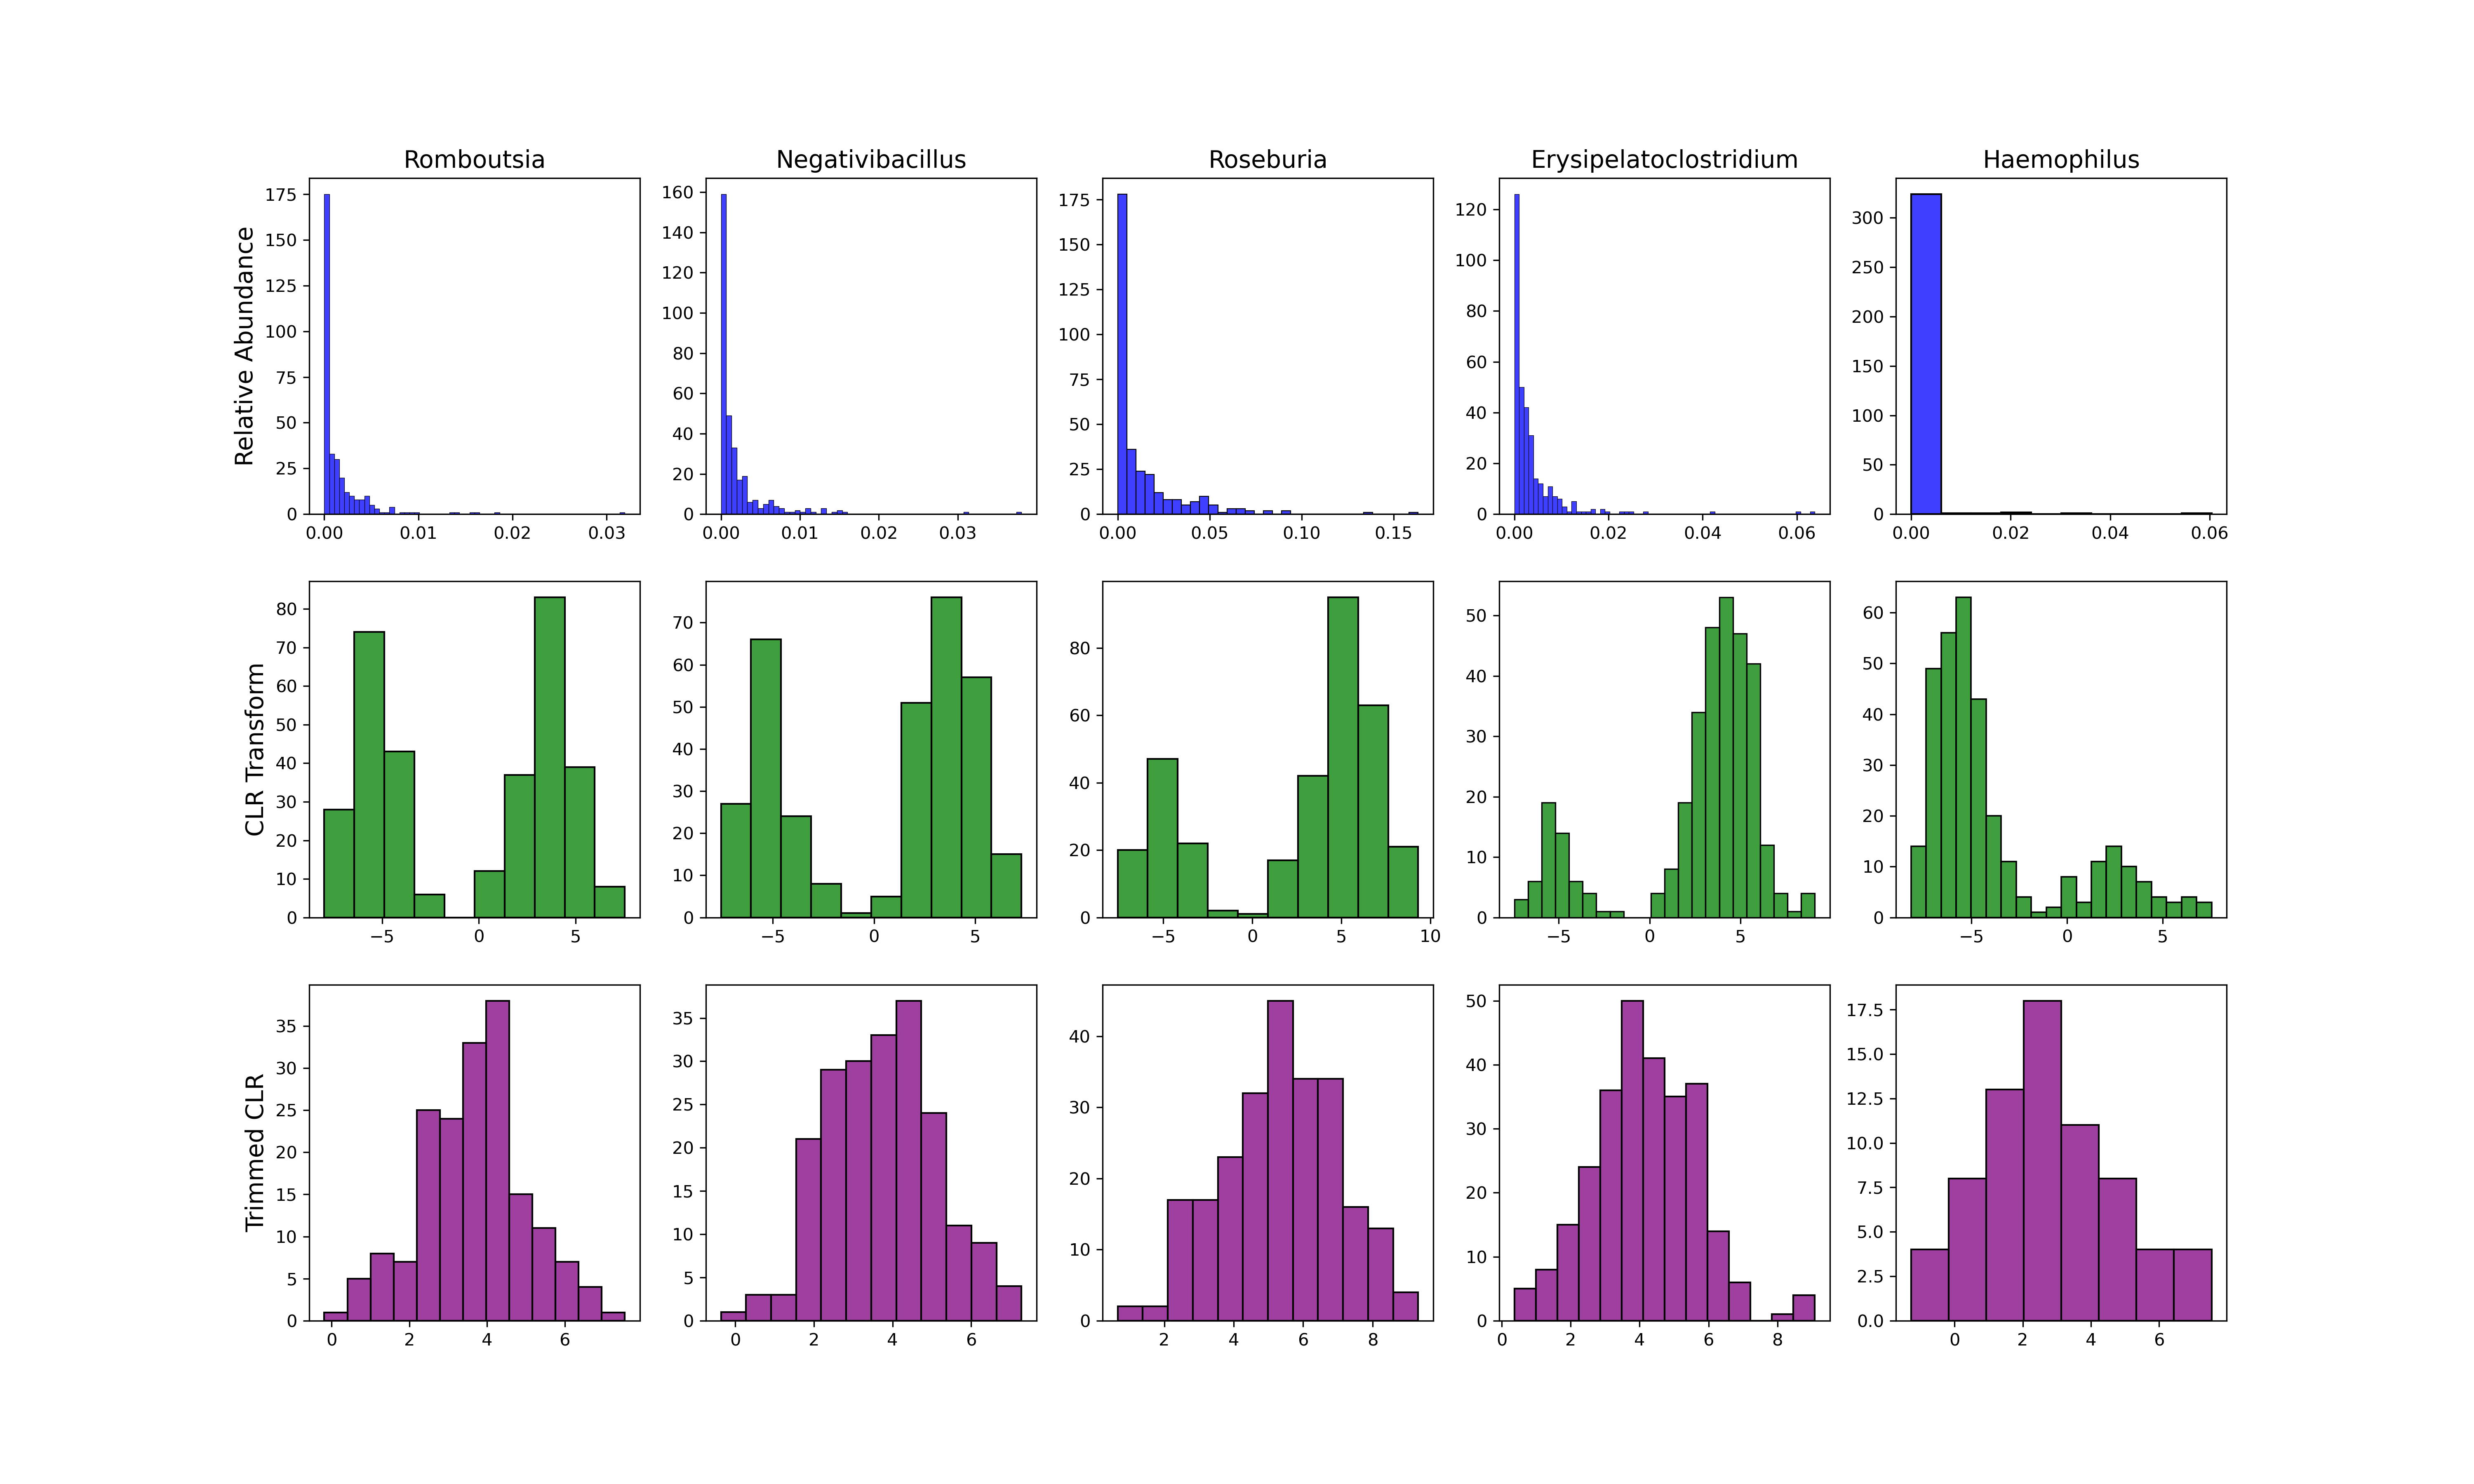 Romboutsia Negativibacillus Roseburia Erysipelatoclostridium Haemophilus
Relative Abundance
175 150 125 100 75 50 25 0
0.00 0.01 0.02 0.03
160 140 120 100 80 60 40 20 0
0.00 0.01 0.02 0.03
175 150 125 100 75 50 25 0
0.00 0.05 0.10 0.15
120 100 80 60 40 20 0
0.00 0.02 0.04 0.06
300 250 200 150 100 50 0
0.00 0.02 0.04 0.06
CLR Transform
80 70 60 50 40 30 20 10 0
−5 0 5
70 60 50 40 30 20 10 0
−5 0 5
80 60 40 20 0
−5 0 5 10
50 40 30 20 10 0
−5 0 5
60 50 40 30 20 10 0
−5 0 5
Trimmed CLR
35 30 25 20 15 10 5 0
0 2 4 6
35 30 25 20 15 10 5 0
0 2 4 6
40 30 20 10 0
2 4 6 8
50 40 30 20 10 0
0 2 4 6 8
17.5 15.0 12.5 10.0 7.5 5.0 2.5 0.0
0 2 4 6